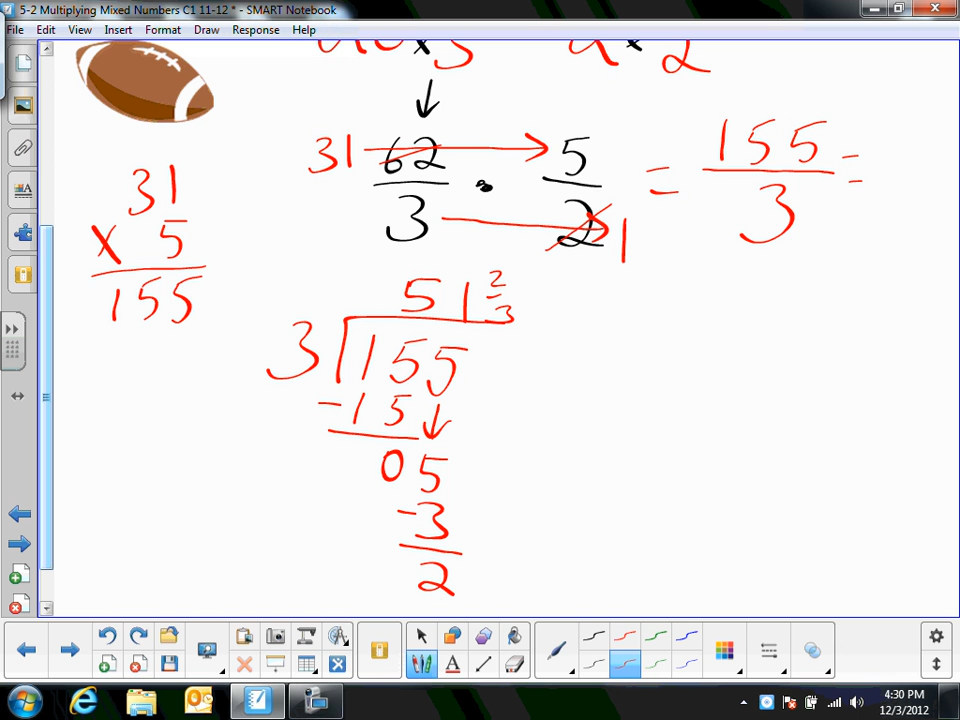 5-2 Multiplying Mixed Numbers C1 11-12 * - SMART Notebook
File Edit View Insert Format Draw Response Help
x 3 x 2
31 62/3 · 5/2 1 = 155/3 =
31
x 5
155
51 2/3
3 155
-15
05
-3
2
A
4:30 PM
12/3/2012